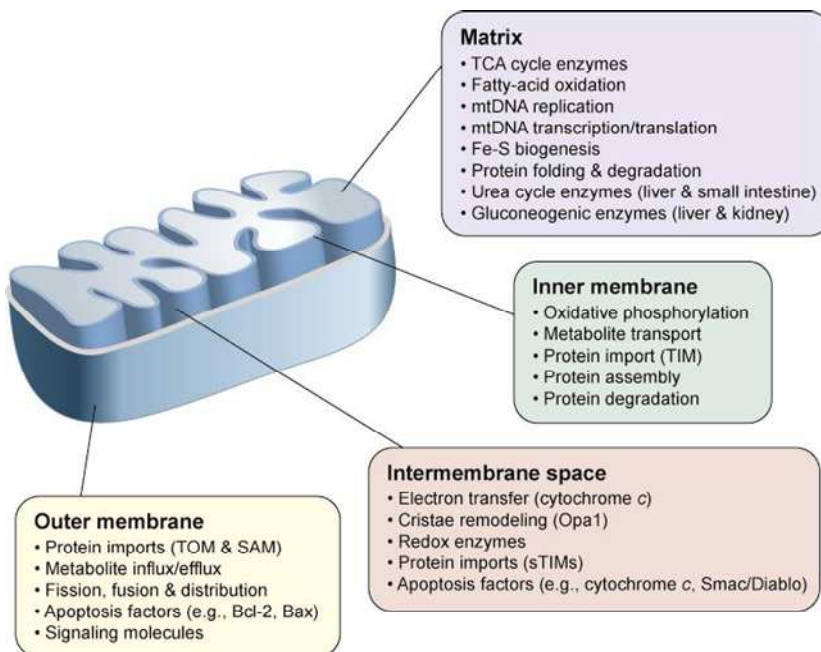 Matrix
• TCA cycle enzymes
• Fatty-acid oxidation
• mtDNA replication
• mtDNA transcription/translation
• Fe-S biogenesis
• Protein folding & degradation
• Urea cycle enzymes (liver & small intestine)
• Gluconeogenic enzymes (liver & kidney)
Inner membrane
• Oxidative phosphorylation
• Metabolite transport
• Protein import (TIM)
• Protein assembly
• Protein degradation
Intermembrane space
• Electron transfer (cytochrome c)
• Cristae remodeling (Opa1)
• Redox enzymes
• Protein imports (sTIMs)
• Apoptosis factors (e.g., cytochrome c, Smac/Diablo)
Outer membrane
• Protein imports (TOM & SAM)
• Metabolite influx/efflux
• Fission, fusion & distribution
• Apoptosis factors (e.g., Bcl-2, Bax)
• Signaling molecules